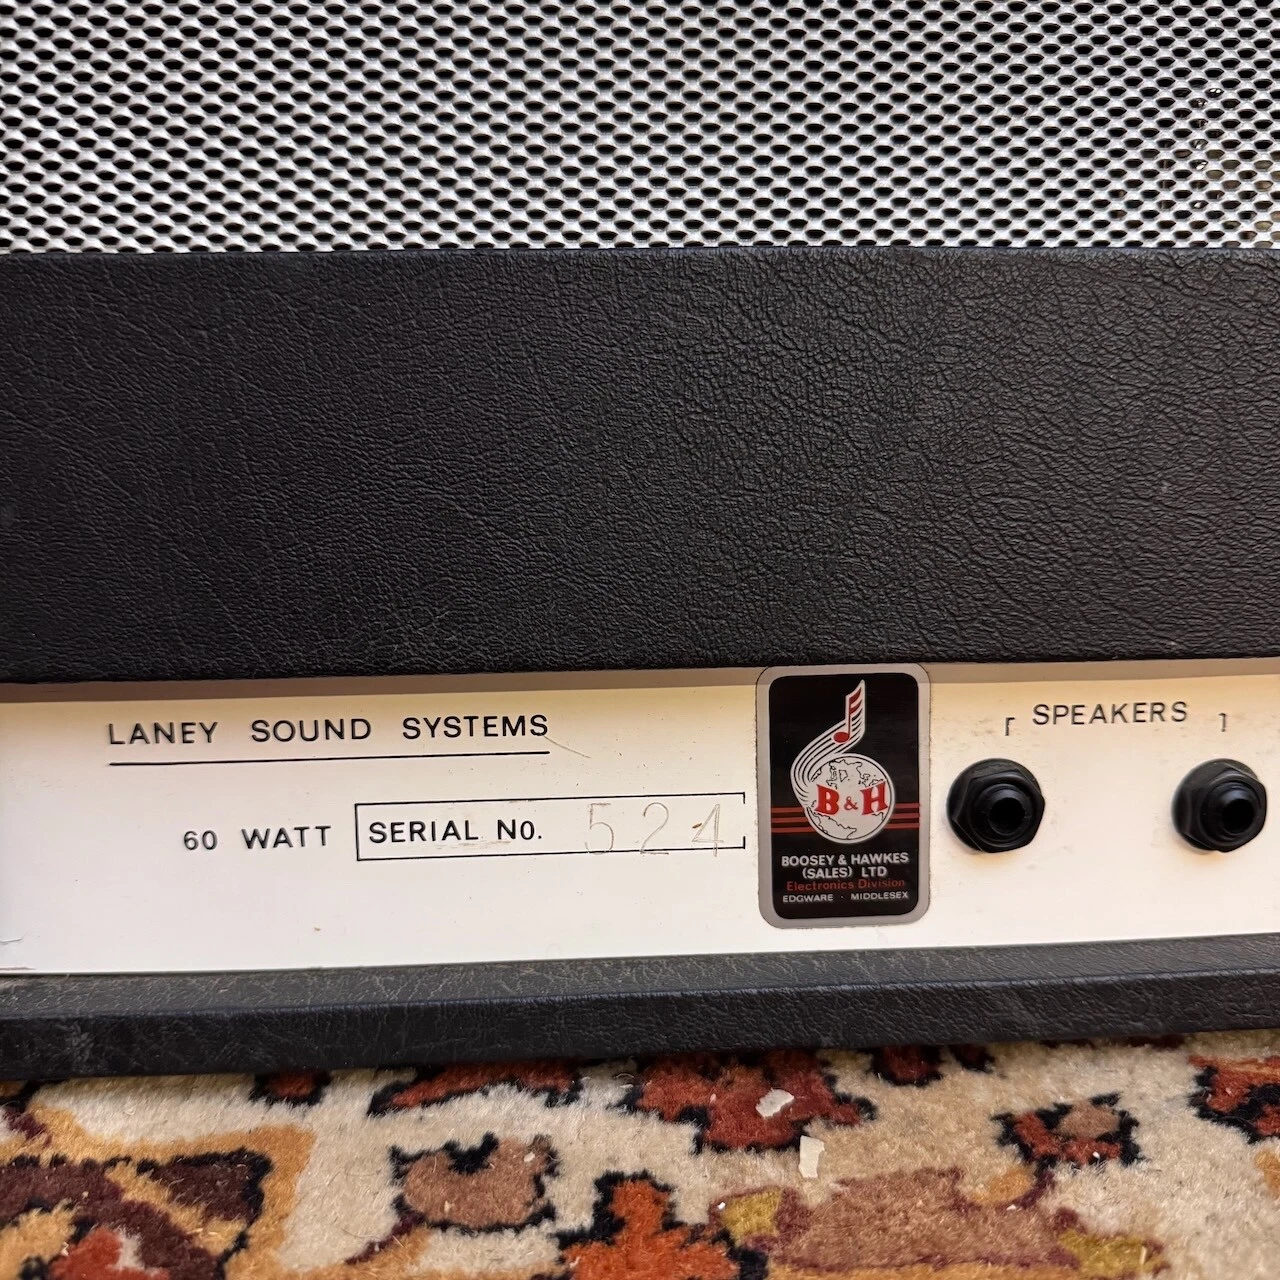 LANEY SOUND SYSTEMS
60 WATT SERIAL No. 524
B&H
BOOSEY & HAWKES
(SALES) LTD
Electronics Division
EDGWARE · MIDDLESEX
SPEAKERS